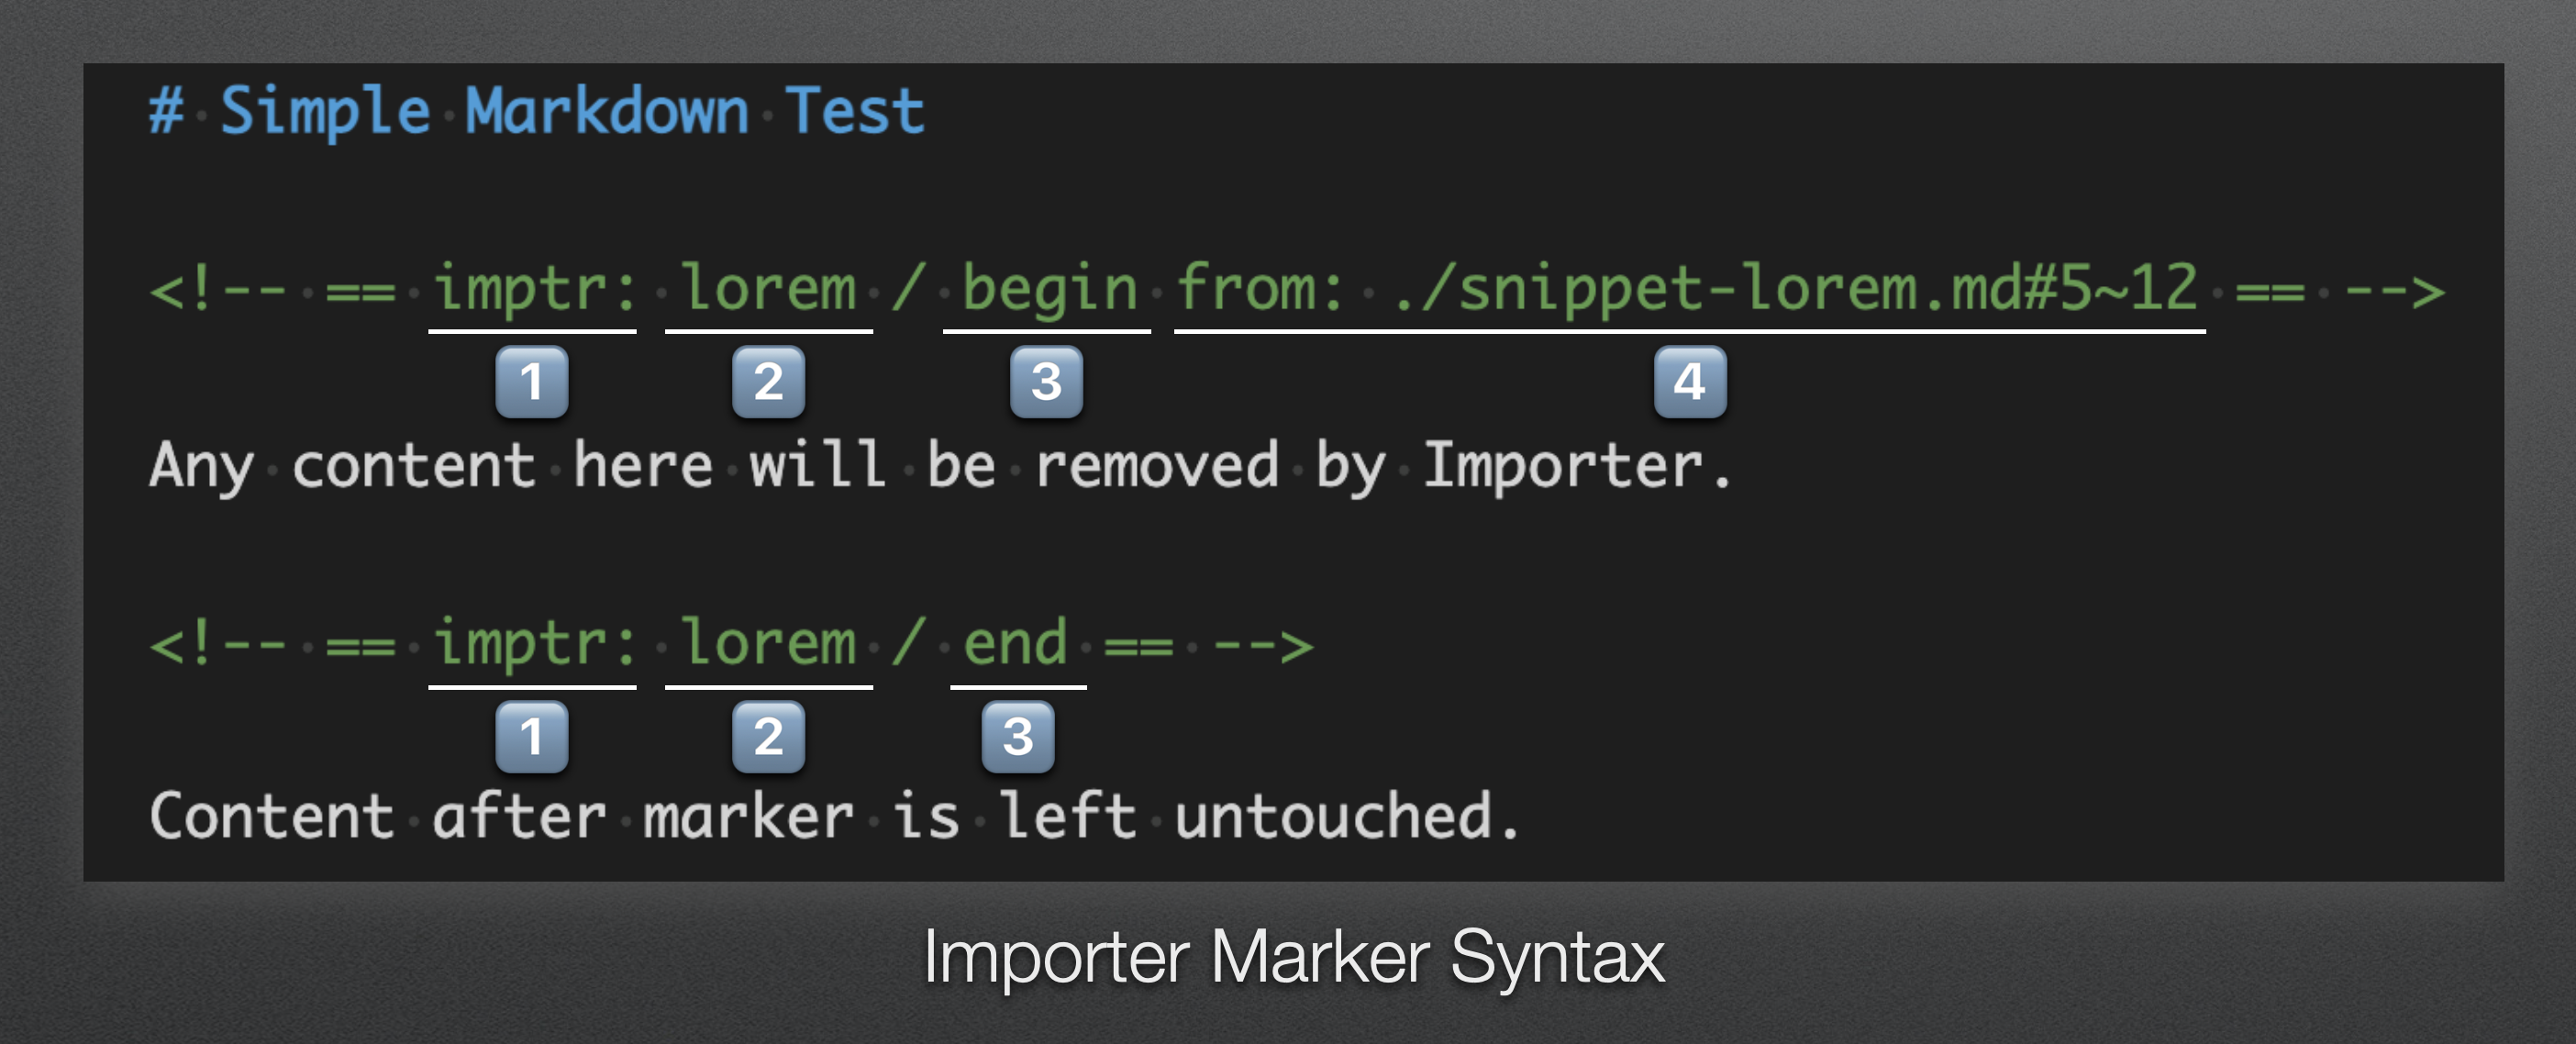 # Simple Markdown Test
<!-- == imptr: lorem / begin from: ./snippet-lorem.md#5~12 == -->
1 2 3 4
Any content here will be removed by Importer.
<!-- == imptr: lorem / end == -->
1 2 3
Content after marker is left untouched.
Importer Marker Syntax